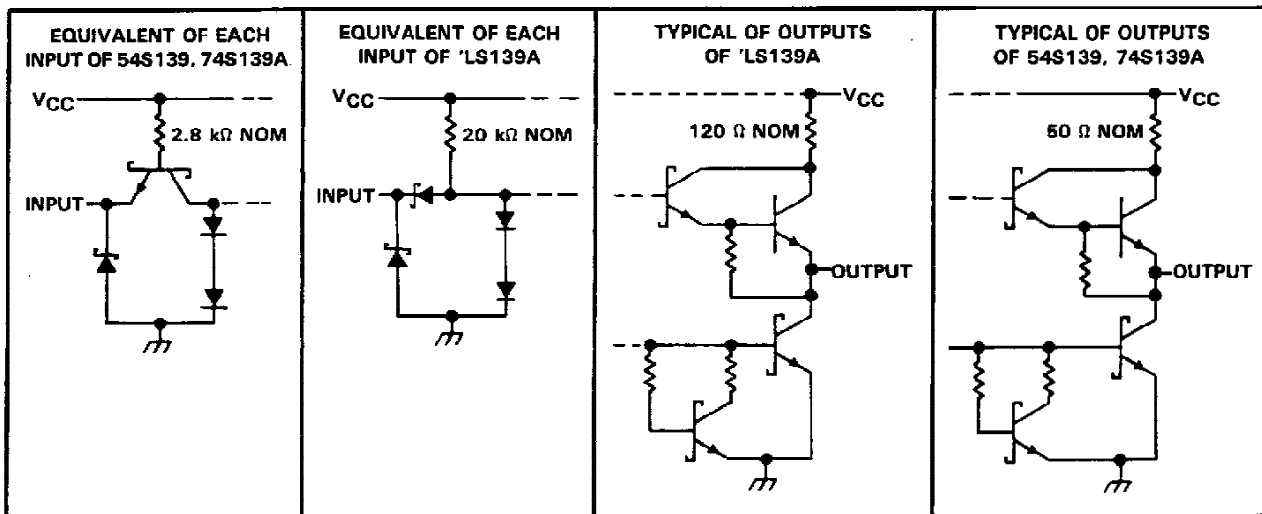 EQUIVALENT OF EACH
INPUT OF 54S139, 74S139A
VCC
2.8 kΩ NOM
INPUT
EQUIVALENT OF EACH
INPUT OF 'LS139A
VCC
20 kΩ NOM
INPUT
TYPICAL OF OUTPUTS
OF 'LS139A
VCC
120 Ω NOM
OUTPUT
TYPICAL OF OUTPUTS
OF 54S139, 74S139A
VCC
50 Ω NOM
OUTPUT